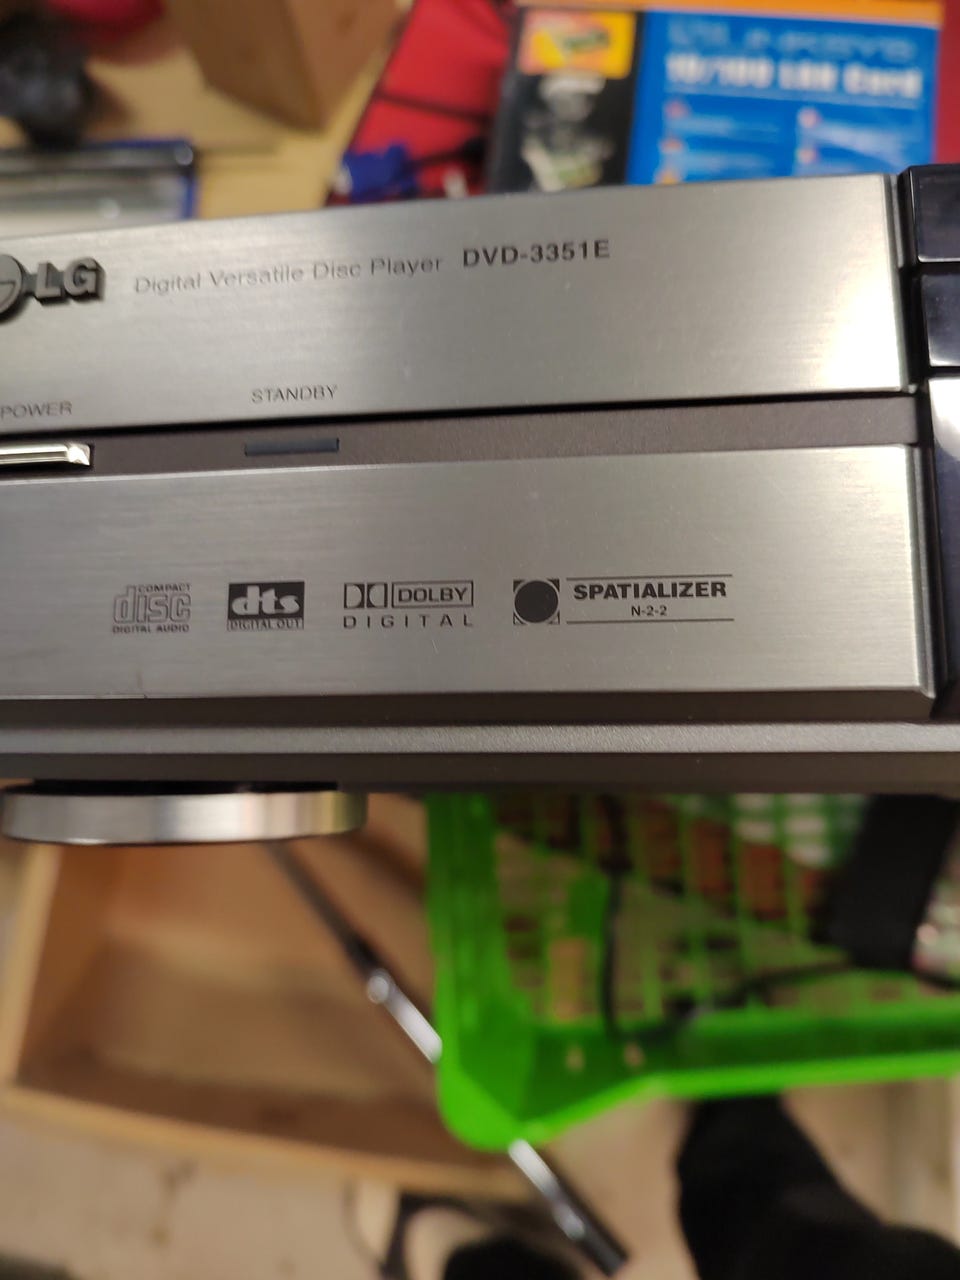 LINKSYS
10/100 LAN Card
LG Digital Versatile Disc Player DVD-3351E
STANDBY
POWER
COMPACT
disc
DIGITAL AUDIO
dts
DIGITAL OUT
DOLBY
DIGITAL
SPATIALIZER
N-2-2